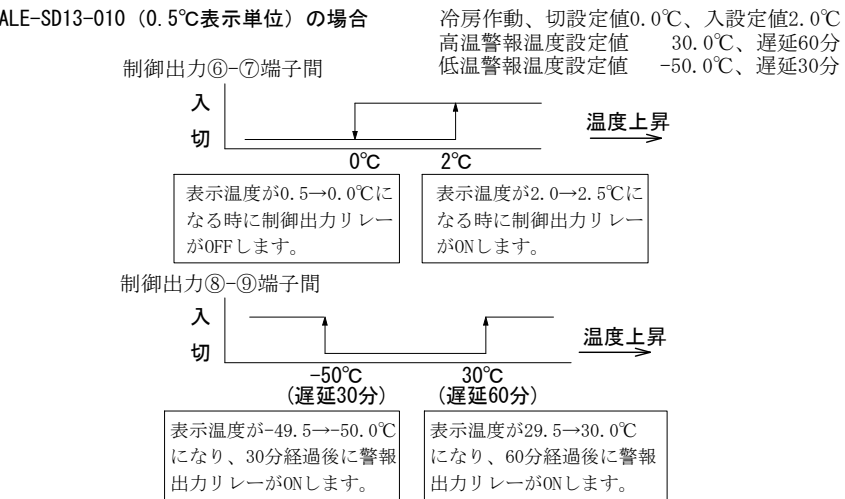 ALE-SD13-010（0.5℃表示単位）の場合
冷房作動、切設定値0.0℃、入設定値2.0℃
高温警報温度設定値　30.0℃、遅延60分
低温警報温度設定値　-50.0℃、遅延30分
制御出力⑥-⑦端子間
入
切
温度上昇
0℃
2℃
表示温度が0.5→0.0℃に
なる時に制御出力リレー
がOFFします。
表示温度が2.0→2.5℃に
なる時に制御出力リレー
がONします。
制御出力⑧-⑨端子間
入
切
温度上昇
-50℃
(遅延30分)
30℃
(遅延60分)
表示温度が-49.5→-50.0℃
になり、30分経過後に警報
出力リレーがONします。
表示温度が29.5→30.0℃
になり、60分経過後に警報
出力リレーがONします。